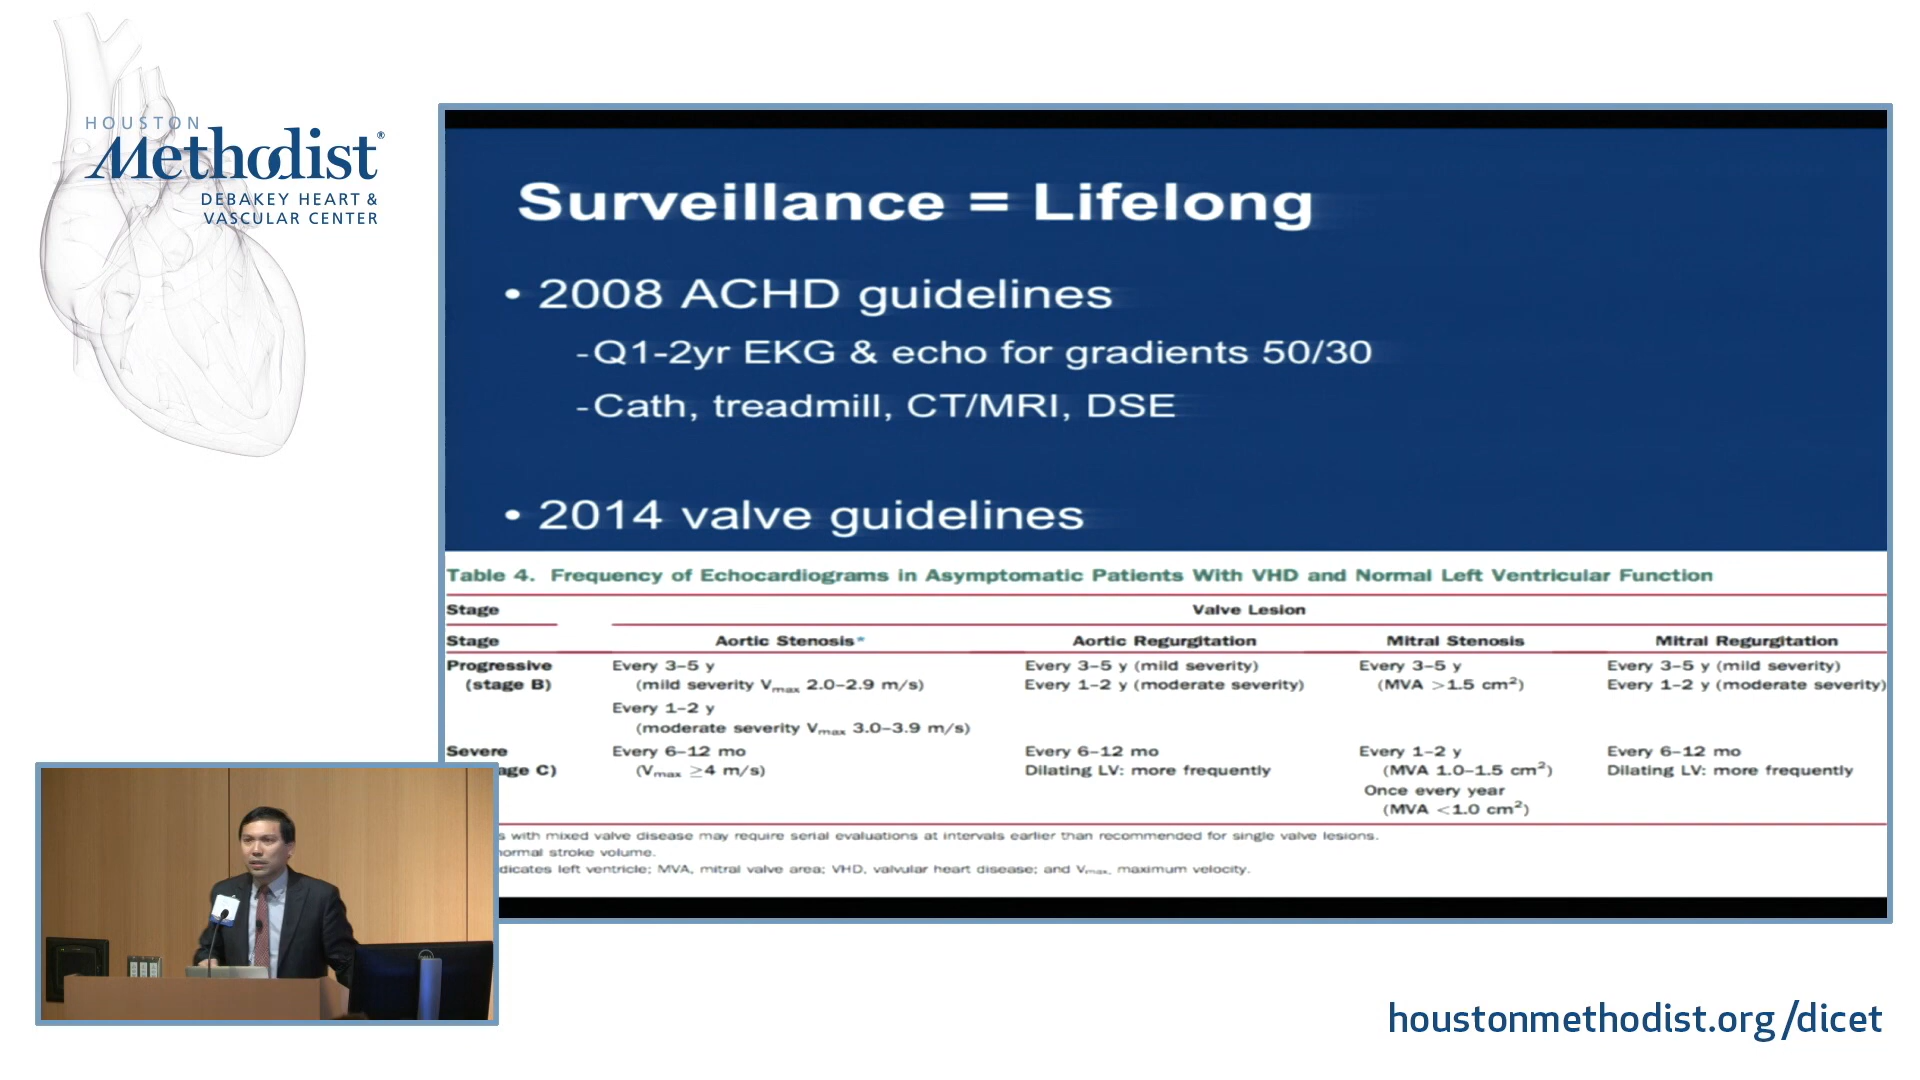 HOUSTON
Methodist®
DEBAKEY HEART &
VASCULAR CENTER
Surveillance = Lifelong
• 2008 ACHD guidelines
-Q1-2yr EKG & echo for gradients 50/30
-Cath, treadmill, CT/MRI, DSE
• 2014 valve guidelines
Table 4. Frequency of Echocardiograms in Asymptomatic Patients With VHD and Normal Left Ventricular Function
Stage Valve Lesion
Stage Aortic Stenosis* Aortic Regurgitation Mitral Stenosis Mitral Regurgitation
Progressive Every 3–5 y Every 3–5 y (mild severity) Every 3–5 y Every 3–5 y (mild severity)
(stage B) (mild severity Vmax 2.0–2.9 m/s) Every 1–2 y (moderate severity) (MVA >1.5 cm²) Every 1–2 y (moderate severity)
Every 1–2 y
(moderate severity Vmax 3.0–3.9 m/s)
Severe Every 6–12 mo Every 6–12 mo Every 1–2 y Every 6–12 mo
age C) (Vmax ≥4 m/s) Dilating LV: more frequently (MVA 1.0–1.5 cm²) Dilating LV: more frequently
Once every year
(MVA <1.0 cm²)
s with mixed valve disease may require serial evaluations at intervals earlier than recommended for single valve lesions.
ormal stroke volume.
dicates left ventricle; MVA, mitral valve area; VHD, valvular heart disease; and Vmax, maximum velocity.
houstonmethodist.org/dicet